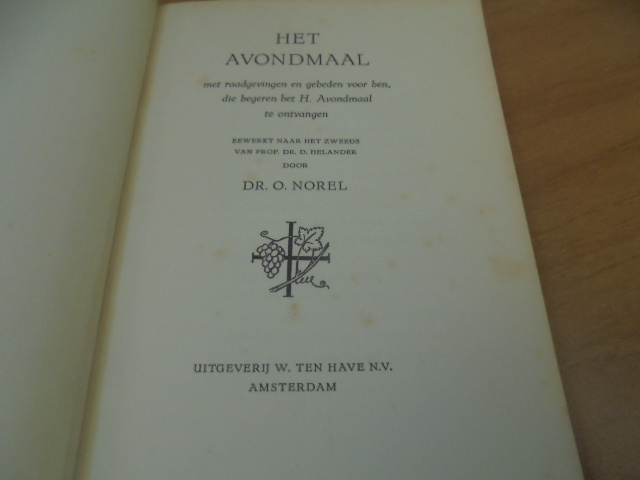 HET
AVONDMAAL
met raadgevingen en gebeden voor hen,
die begeren het H. Avondmaal
te ontvangen
BEWERKT NAAR HET ZWEEDS
VAN PROF. DR. D. HELANDER
DOOR
DR. O. NOREL
UITGEVERIJ W. TEN HAVE N.V.
AMSTERDAM